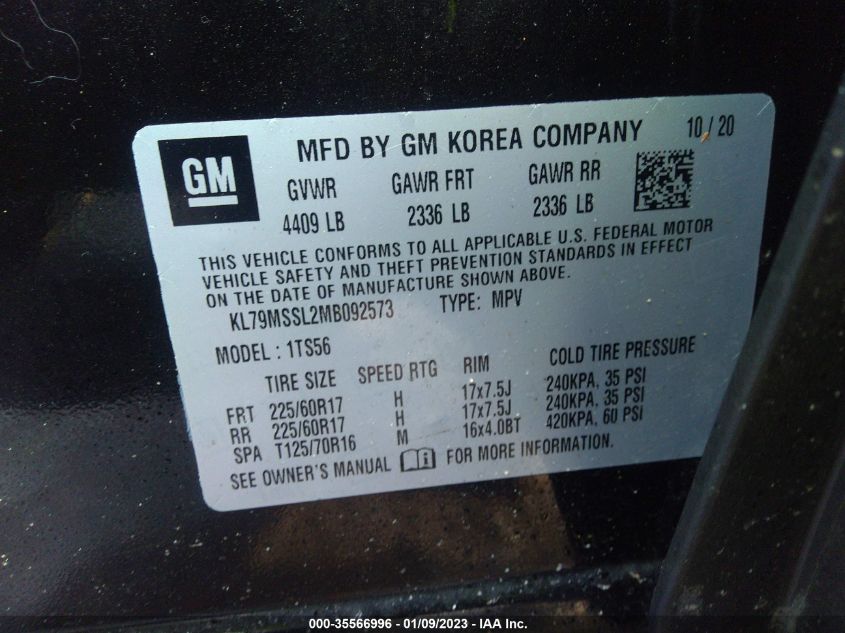 MFD BY GM KOREA COMPANY 10/20
GM
GVWR GAWR FRT GAWR RR
4409 LB 2336 LB 2336 LB
THIS VEHICLE CONFORMS TO ALL APPLICABLE U.S. FEDERAL MOTOR
VEHICLE SAFETY AND THEFT PREVENTION STANDARDS IN EFFECT
ON THE DATE OF MANUFACTURE SHOWN ABOVE.
KL79MSSL2MB092573 TYPE: MPV
MODEL : 1TS56
TIRE SIZE SPEED RTG RIM COLD TIRE PRESSURE
FRT 225/60R17 H 17x7.5J 240KPA, 35 PSI
RR 225/60R17 H 17x7.5J 240KPA, 35 PSI
SPA T125/70R16 M 16x4.0BT 420KPA, 60 PSI
SEE OWNER'S MANUAL FOR MORE INFORMATION.
000-35566996 - 01/09/2023 - IAA Inc.